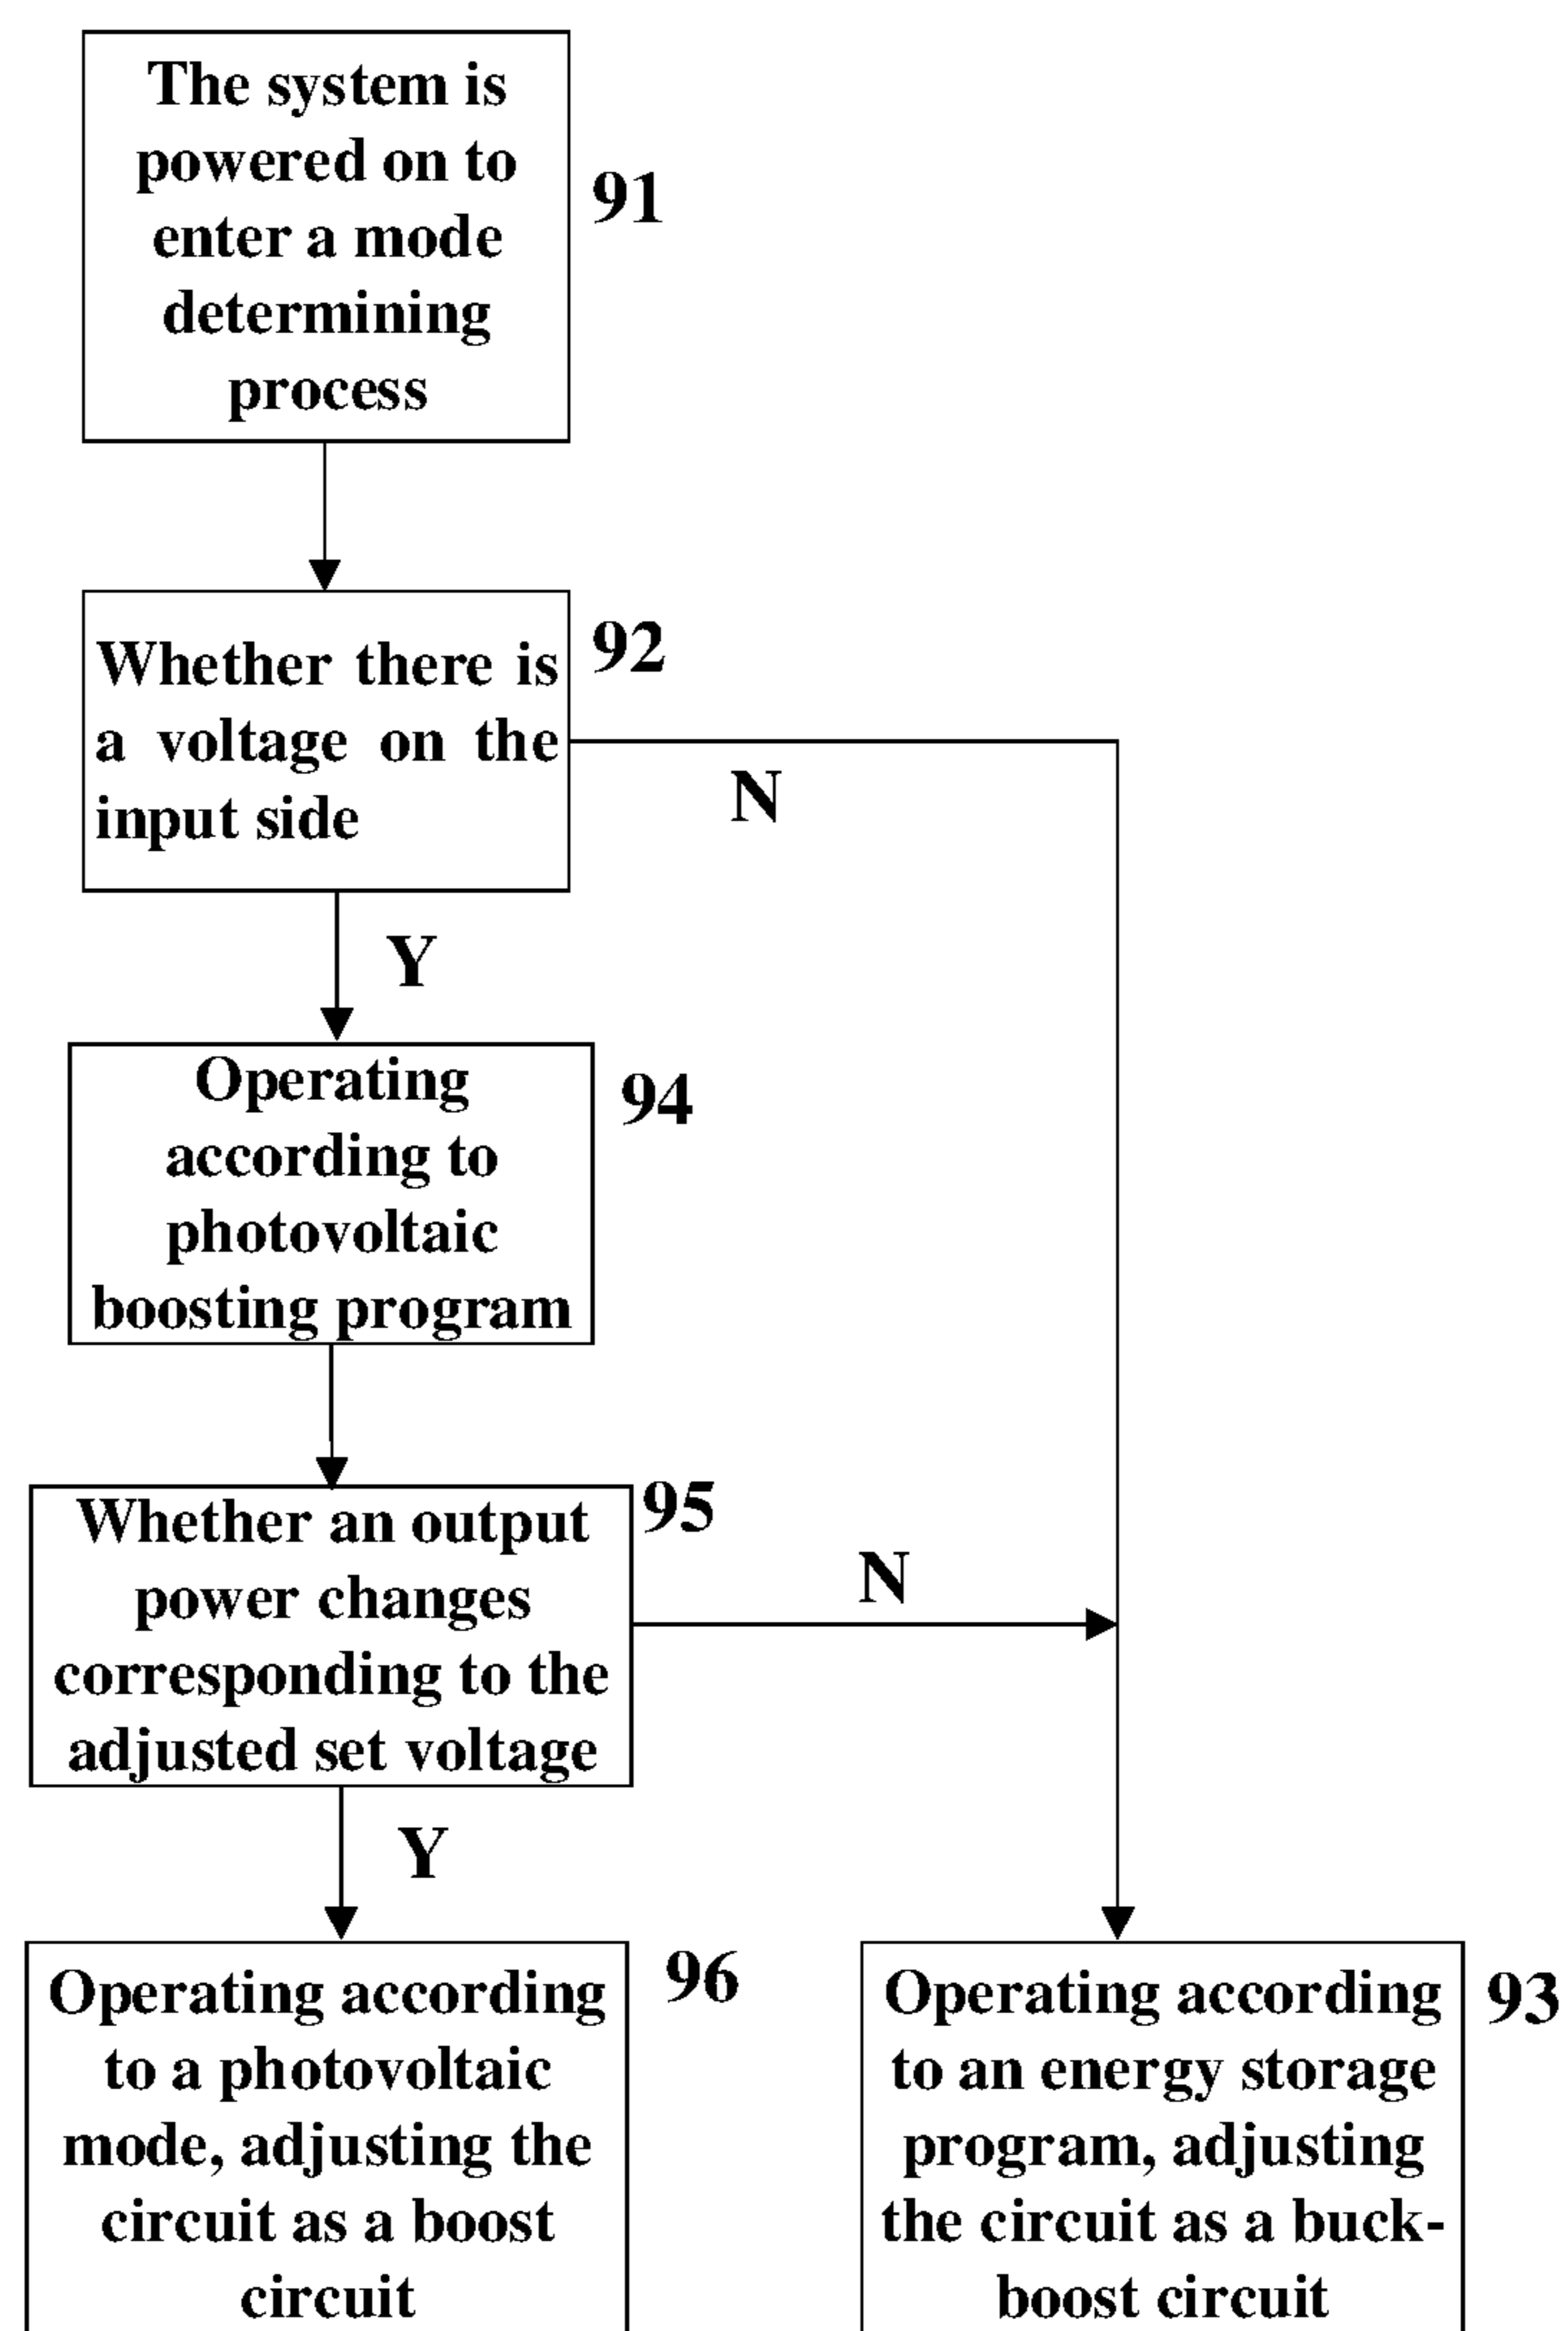 The system is
powered on to
enter a mode
determining
process
91
Whether there is
a voltage on the
input side
92
N
Y
Operating
according to
photovoltaic
boosting program
94
Whether an output
power changes
corresponding to the
adjusted set voltage
95
N
Y
Operating according
to a photovoltaic
mode, adjusting the
circuit as a boost
circuit
96
Operating according
to an energy storage
program, adjusting
the circuit as a buck-
boost circuit
93